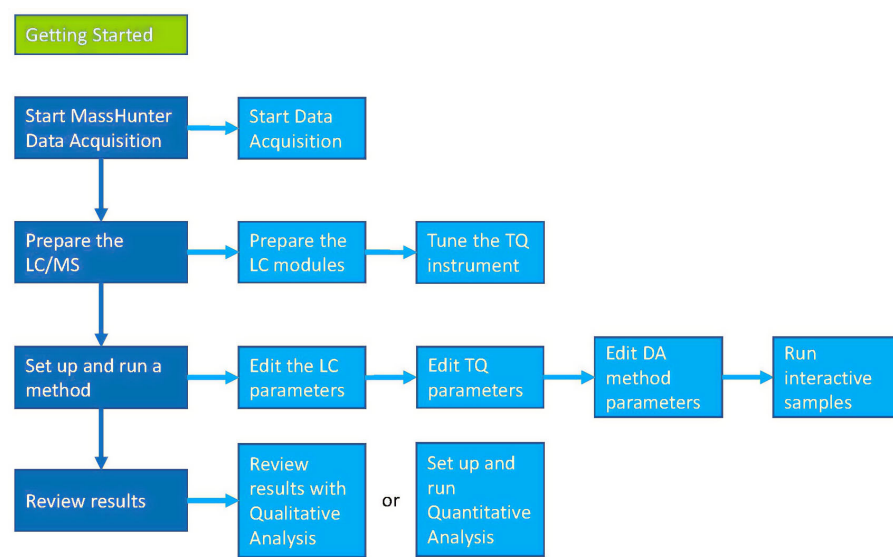 Getting Started
Start MassHunter
Data Acquisition
Start Data
Acquisition
Prepare the
LC/MS
Prepare the
LC modules
Tune the TQ
instrument
Set up and run a
method
Edit the LC
parameters
Edit TQ
parameters
Edit DA
method
parameters
Run
interactive
samples
Review results
Review
results with
Qualitative
Analysis
or
Set up and
run
Quantitative
Analysis